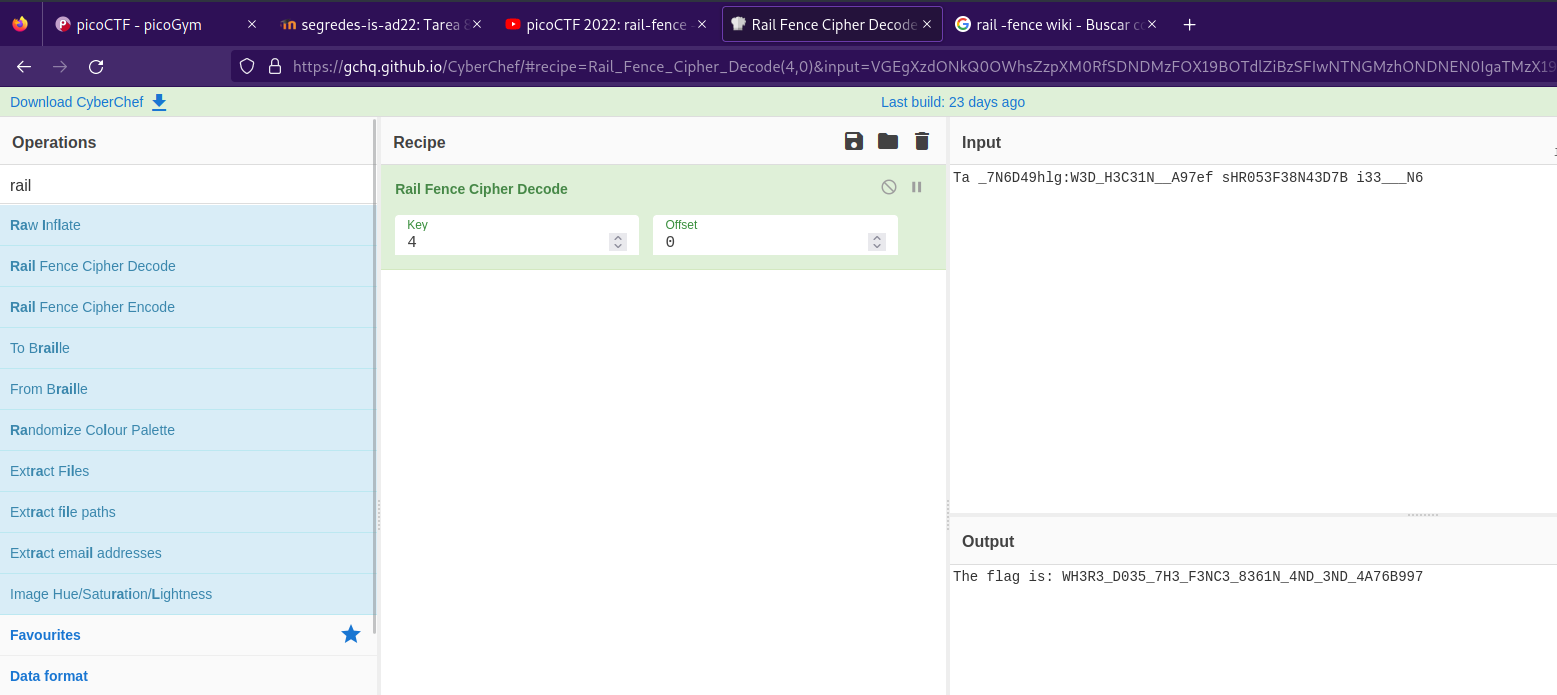 picoCTF - picoGym
segredes-is-ad22: Tarea 8
picoCTF 2022: rail-fence -
Rail Fence Cipher Decode
rail -fence wiki - Buscar co
https://gchq.github.io/CyberChef/#recipe=Rail_Fence_Cipher_Decode(4,0)&input=VGEgXzdONkQ0OWhsZzpXM0RfSDNDMzFOX19BOTdlZiBzSFIwNTNGMzhONDNEN0IgaTMzX19
Download CyberChef
Last build: 23 days ago
Operations
Recipe
Input
rail
Rail Fence Cipher Decode
Key
4
Offset
0
Ta _7N6D49hlg:W3D_H3C31N__A97ef sHR053F38N43D7B i33___N6
Raw Inflate
Rail Fence Cipher Decode
Rail Fence Cipher Encode
To Braille
From Braille
Randomize Colour Palette
Extract Files
Extract file paths
Extract email addresses
Image Hue/Saturation/Lightness
Favourites
Data format
Output
The flag is: WH3R3_D035_7H3_F3NC3_8361N_4ND_3ND_4A76B997